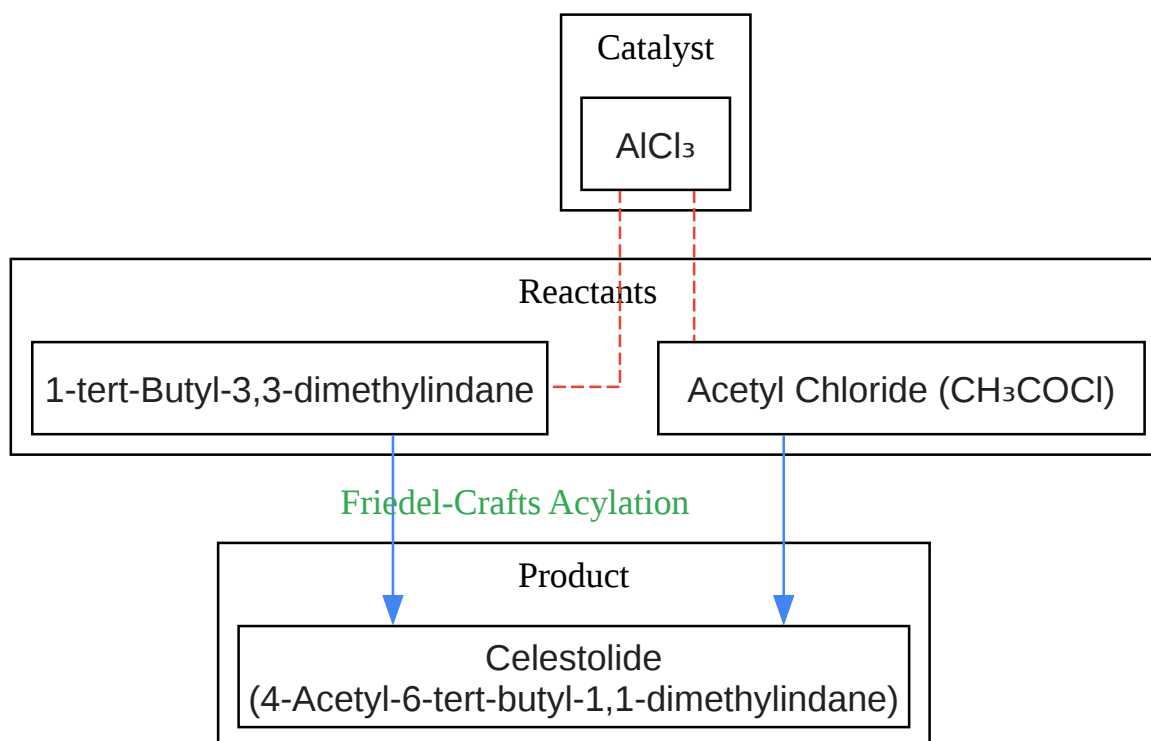 Catalyst
AlCl₃
Reactants
1-tert-Butyl-3,3-dimethylindane
Acetyl Chloride (CH₃COCl)
Friedel-Crafts Acylation
Product
Celestolide
(4-Acetyl-6-tert-butyl-1,1-dimethylindane)